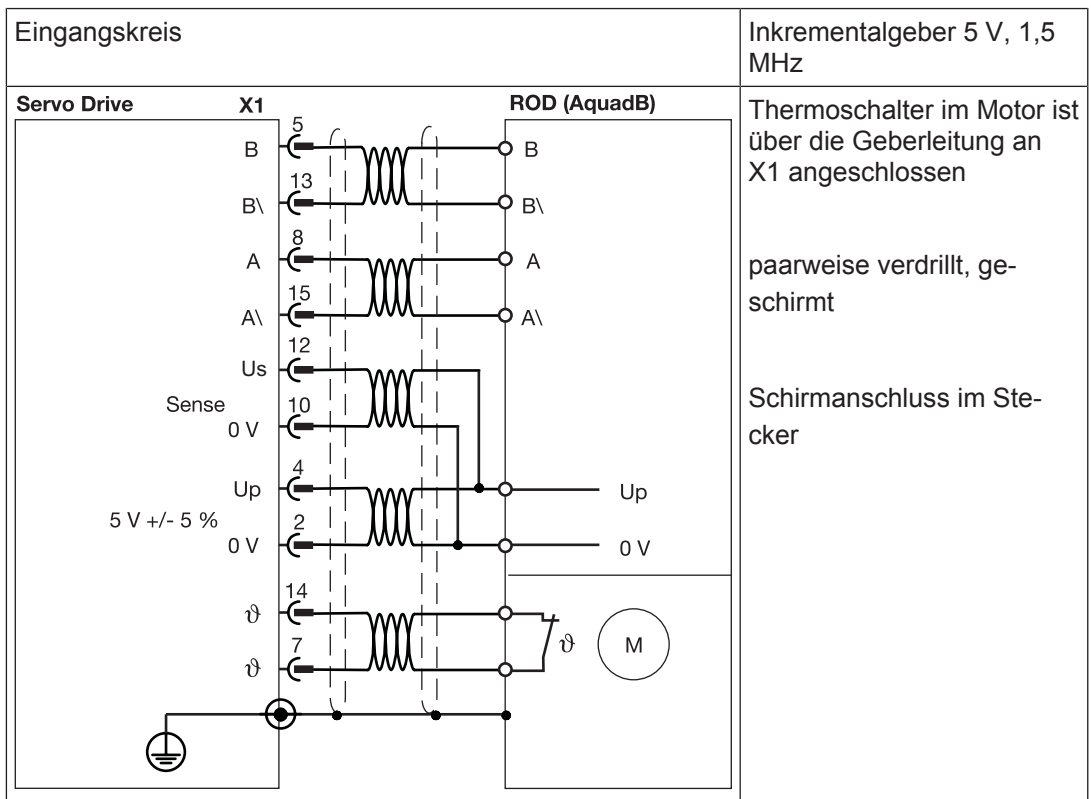 Eingangskreis
Inkrementalgeber 5 V, 1,5
MHz
Servo Drive X1 ROD (AquadB)
5
B B
13
B\ B\
8
A A
15
A\ A\
12
Us
Sense 10
0 V
4
Up Up
5 V +/- 5 % 2
0 V 0 V
14
ϑ
7
ϑ
ϑ M
Thermoschalter im Motor ist
über die Geberleitung an
X1 angeschlossen
paarweise verdrillt, ge-
schirmt
Schirmanschluss im Ste-
cker